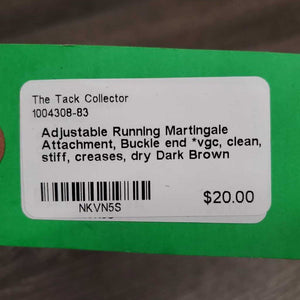 The Tack Collector
1004308-83
Adjustable Running Martingale
Attachment, Buckle end *vgc, clean,
stiff, creases, dry Dark Brown
NKVN5S
$20.00